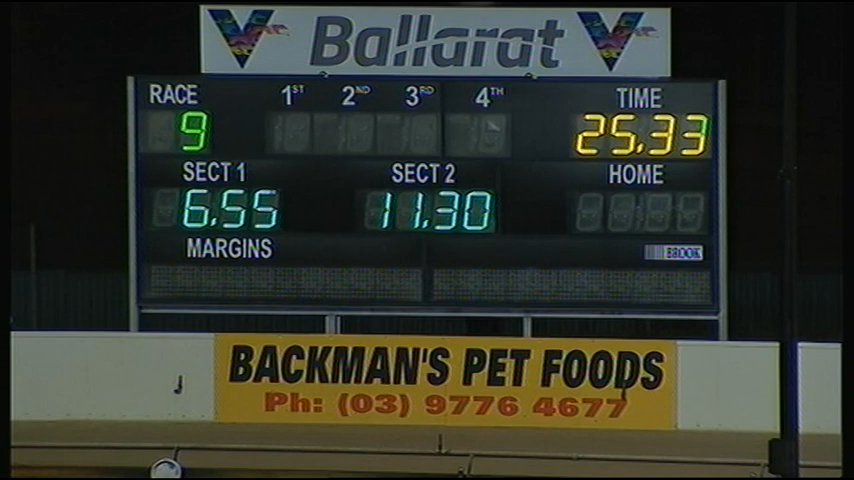 V Ballarat V
RACE 1ST 2ND 3RD 4TH TIME
9 25.33
SECT 1 SECT 2 HOME
6.55 11.30
MARGINS BROOK
BACKMAN'S PET FOODS
Ph: (03) 9776 4677